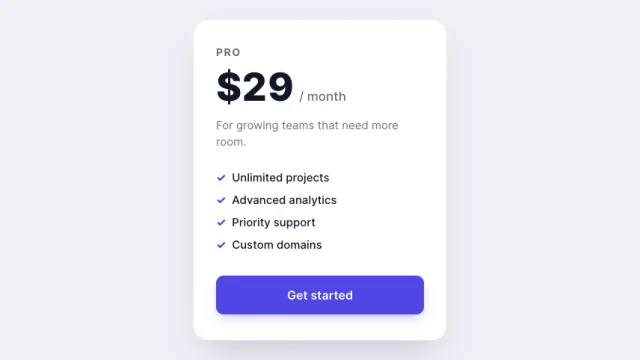 PRO
$29 / month
For growing teams that need more
room.
✓ Unlimited projects
✓ Advanced analytics
✓ Priority support
✓ Custom domains
Get started